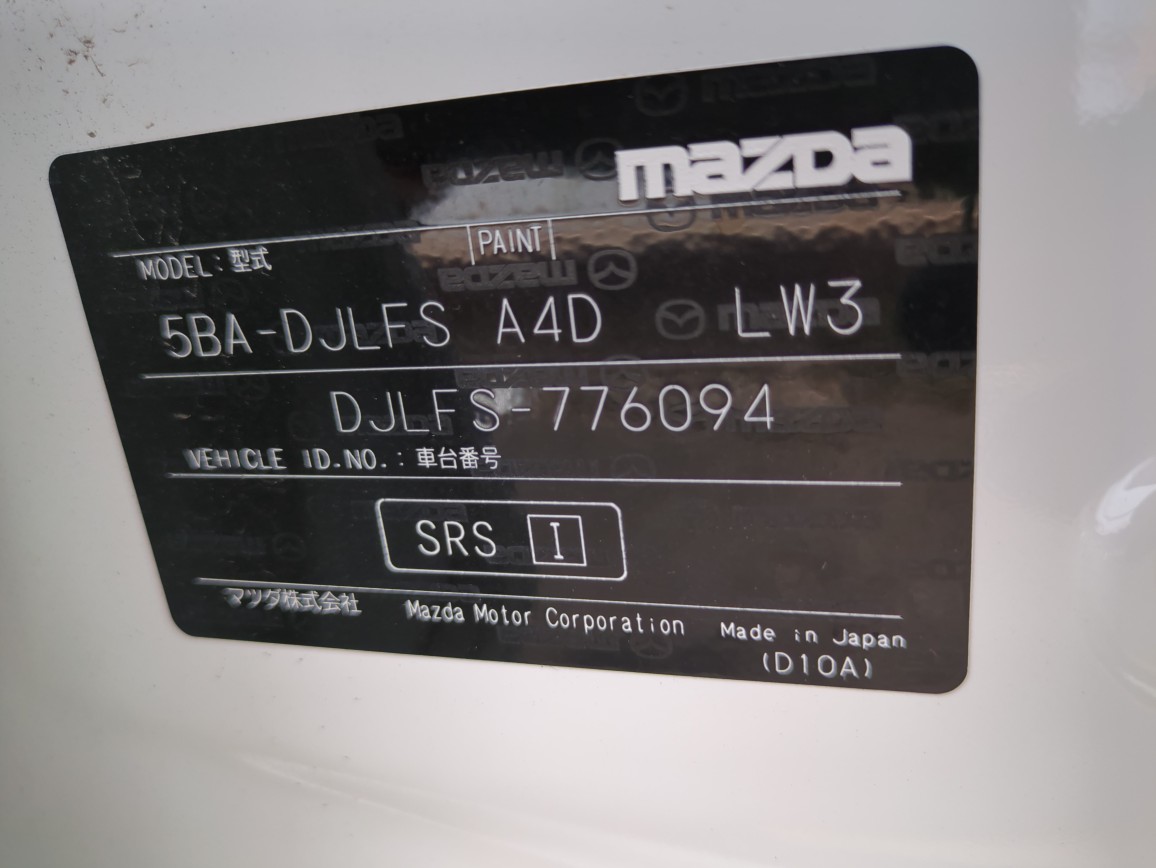 mazda
PAINT
MODEL: 型式
5BA-DJLFS A4D LW3
DJLFS-776094
VEHICLE ID.NO.: 車台番号
SRS I
マツダ株式会社 Mazda Motor Corporation Made in Japan
(D10A)